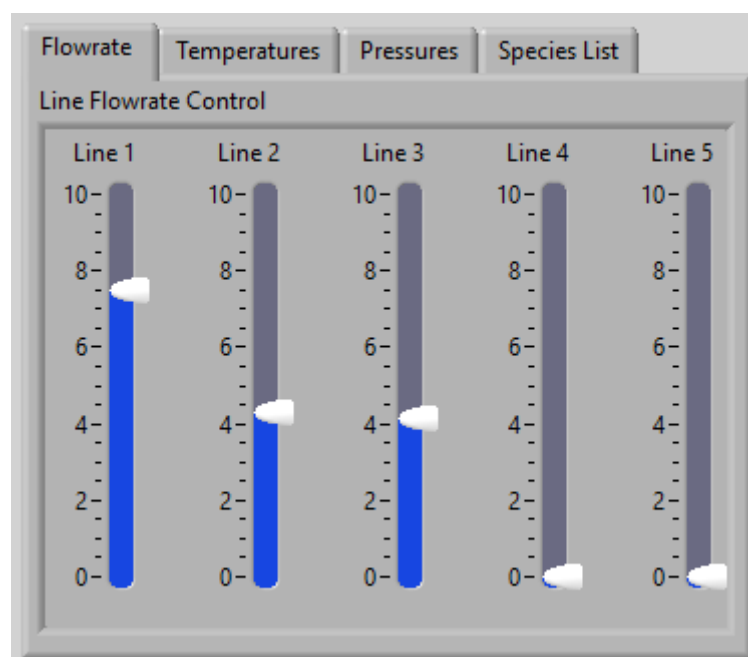 Flowrate Temperatures Pressures Species List
Line Flowrate Control
Line 1 Line 2 Line 3 Line 4 Line 5
10 10 10 10 10
8 8 8 8 8
6 6 6 6 6
4 4 4 4 4
2 2 2 2 2
0 0 0 0 0